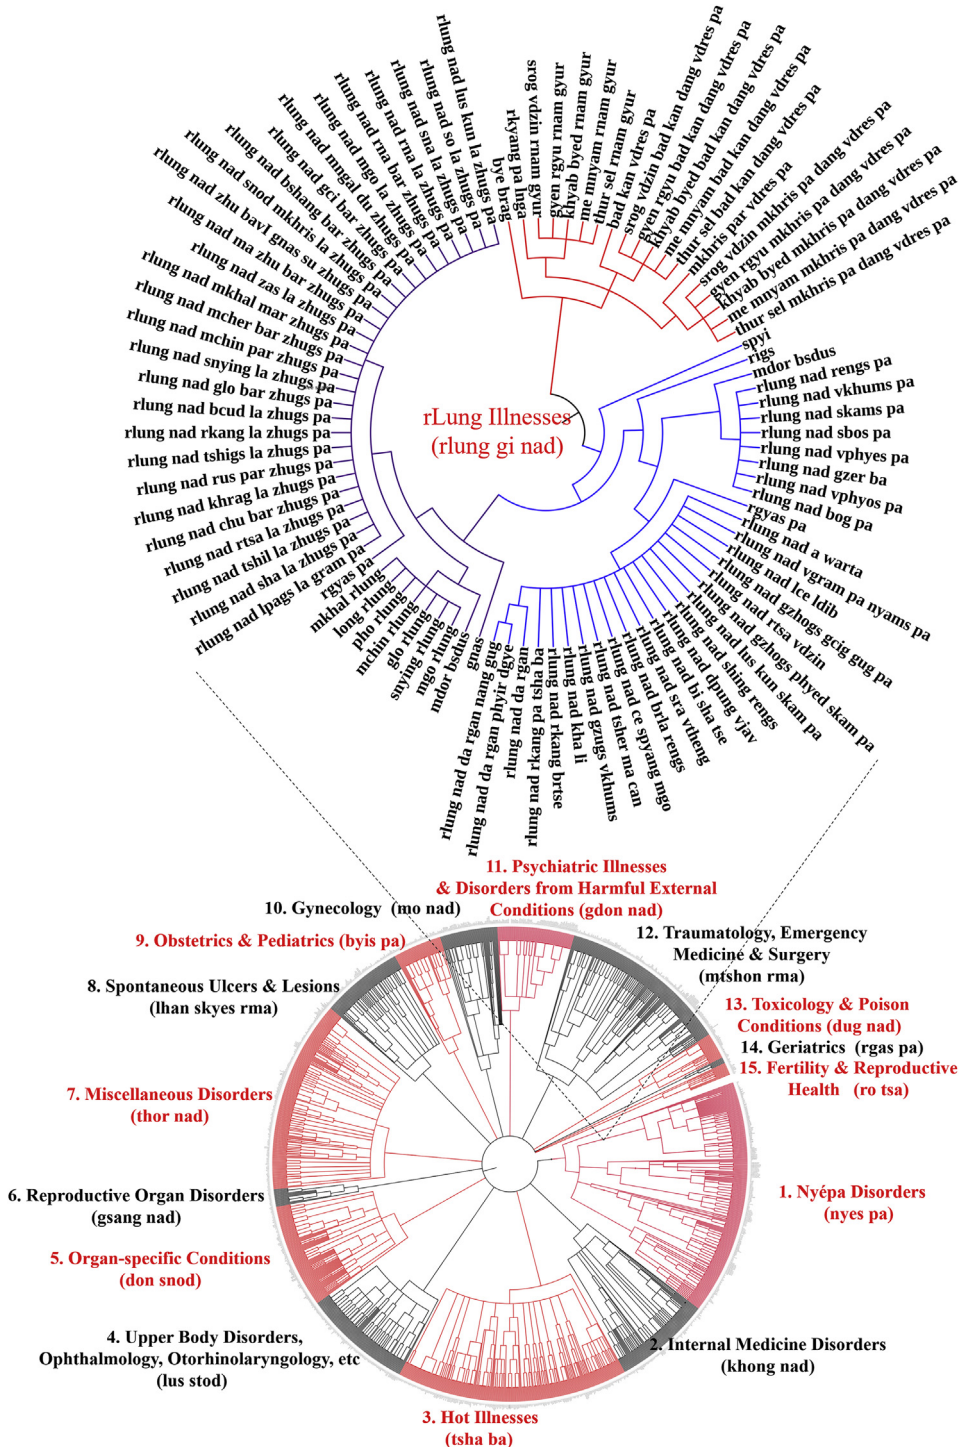 rlung nad lus kun la zhugs pa
rlung nad so la zhugs pa
rlung nad sna la zhugs pa
rlung nad rna la zhugs pa
rlung nad rna bar zhugs pa
rlung nad mgo la zhugs pa
rlung nad mngal du zhugs pa
rlung nad gci bar zhugs pa
rlung nad bshang bar zhugs pa
rlung nad snod mkhris la zhugs pa
rlung nad zhu bavI gnas su zhugs pa
rlung nad ma zhu bar zhugs pa
rlung nad zas la zhugs pa
rlung nad mkhal mar zhugs pa
rlung nad mcher bar zhugs pa
rlung nad mchin par zhugs pa
rlung nad snying la zhugs pa
rlung nad glo bar zhugs pa
rlung nad bcud la zhugs pa
rlung nad rkang la zhugs pa
rlung nad tshigs la zhugs pa
rlung nad rus par zhugs pa
rlung nad khrag la zhugs pa
rlung nad chu bar zhugs pa
rlung nad rtsa la zhugs pa
rlung nad tshil la zhugs pa
rlung nad sha la zhugs pa
rlung nad lpags la gram pa
rgyas pa
mkhal rlung
long rlung
pho rlung
mchin rlung
glo rlung
snying rlung
mgo rlung
mdor bsdus
gnas
bye brag
rkyang pa lnga
srog vdzin rnam gyur
gyen rgyu rnam gyur
khyab byed rnam gyur
me mnyam rnam gyur
thur sel rnam gyur
bad kan vdres pa
srog vdzin bad kan dang vdres pa
gyen rgyu bad kan dang vdres pa
khyab byed bad kan dang vdres pa
me mnyam bad kan dang vdres pa
thur sel bad kan dang vdres pa
mkhris par vdres pa
srog vdzin mkhris pa dang vdres pa
gyen rgyu mkhris pa dang vdres pa
khyab byed mkhris pa dang vdres pa
me mnyam mkhris pa dang vdres pa
thur sel mkhris pa dang vdres pa
spyi
rigs
mdor bsdus
rlung nad rengs pa
rlung nad vkhums pa
rlung nad skams pa
rlung nad sbos pa
rlung nad vphyes pa
rlung nad gzer ba
rlung nad vphyos pa
rlung nad bog pa
rgyas pa
rlung nad a warta
rlung nad vgram pa nyams pa
rlung nad lce ldib
rlung nad gzhogs gcig gug pa
rlung nad rtsa vdzin
rlung nad gzhogs phyed skam pa
rlung nad lus kun skam pa
rlung nad shing rengs
rlung nad dpung vjav
rlung nad bi sha tse
rlung nad sra vtheng
rlung nad brla rengs
rlung nad ce spyang mgo
rlung nad tsher ma can
rlung nad gzugs vkhums
rlung nad kha li
rlung nad rkang brtse
rlung nad rkang pa tsha ba
rlung nad da rgan
rlung nad da rgan phyir dgye
rlung nad da rgan nang gug
rLung Illnesses
(rlung gi nad)
11. Psychiatric Illnesses
& Disorders from Harmful External
Conditions (gdon nad)
10. Gynecology (mo nad)
9. Obstetrics & Pediatrics (byis pa)
12. Traumatology, Emergency
Medicine & Surgery
(mtshon rma)
8. Spontaneous Ulcers & Lesions
(lhan skyes rma)
13. Toxicology & Poison
Conditions (dug nad)
14. Geriatrics (rgas pa)
15. Fertility & Reproductive
Health (ro tsa)
7. Miscellaneous Disorders
(thor nad)
6. Reproductive Organ Disorders
(gsang nad)
1. Nyépa Disorders
(nyes pa)
5. Organ-specific Conditions
(don snod)
4. Upper Body Disorders,
Ophthalmology, Otorhinolaryngology, etc
(lus stod)
2. Internal Medicine Disorders
(khong nad)
3. Hot Illnesses
(tsha ba)